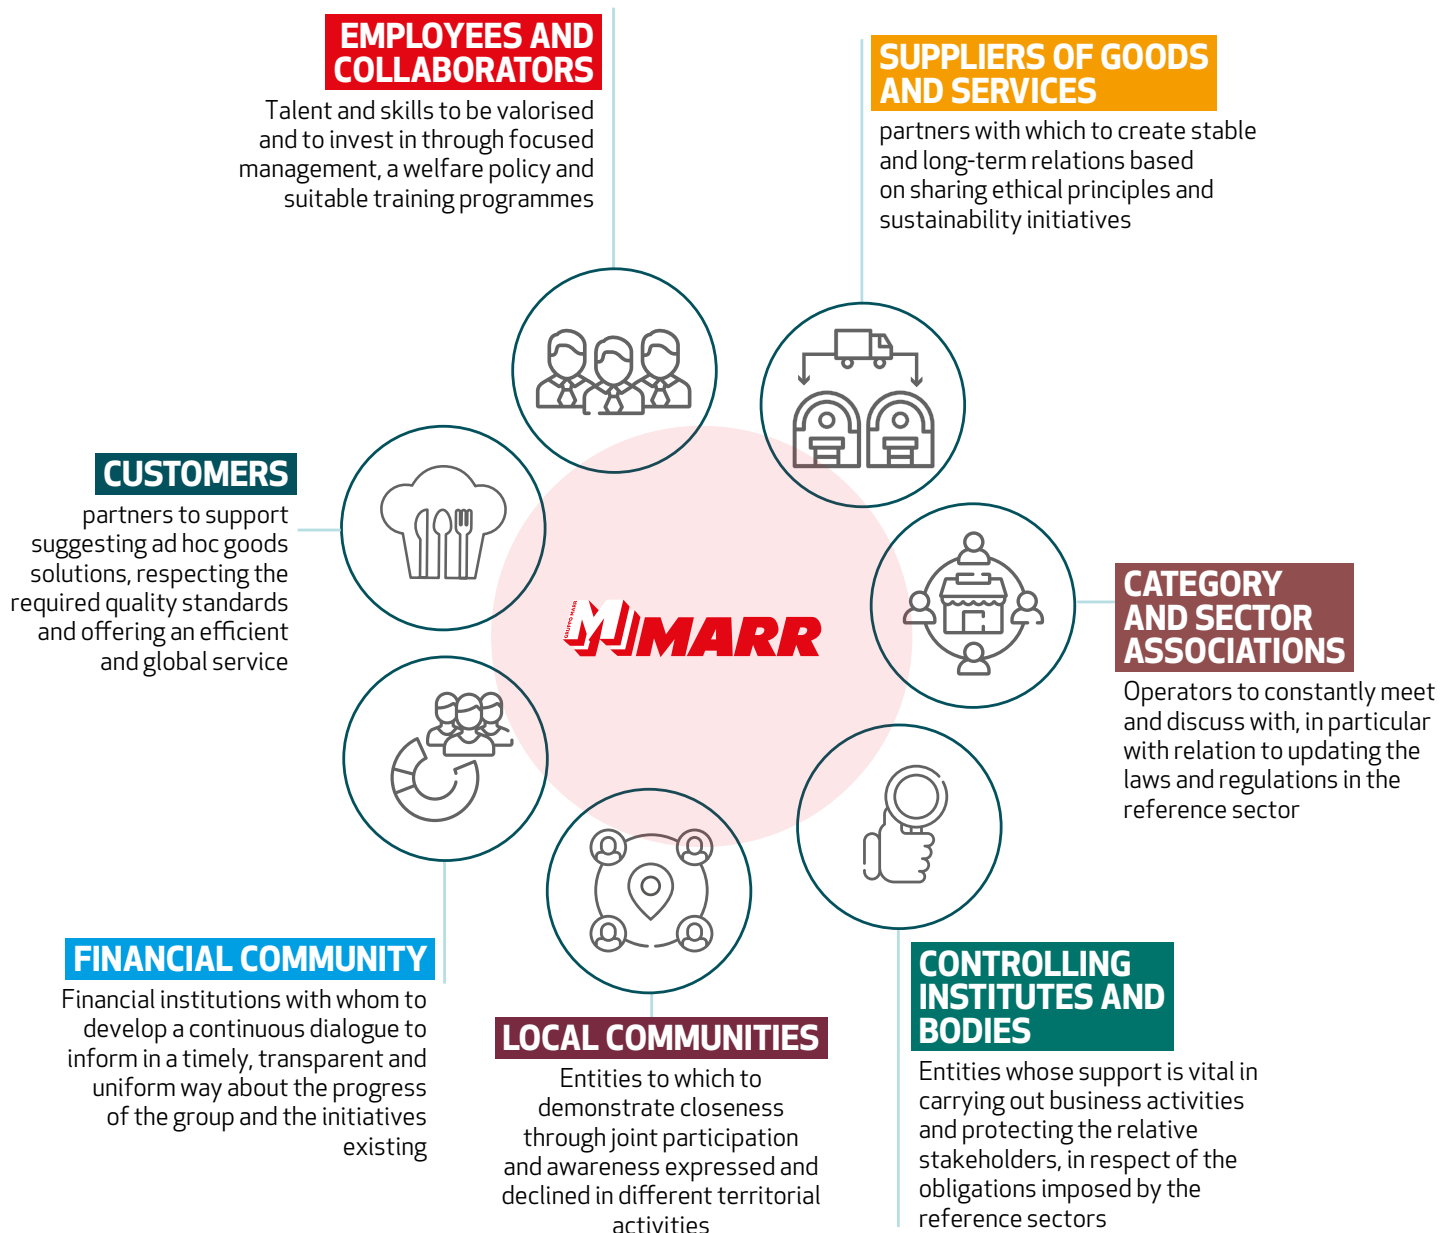 EMPLOYEES AND
COLLABORATORS
Talent and skills to be valorised
and to invest in through focused
management, a welfare policy and
suitable training programmes
SUPPLIERS OF GOODS
AND SERVICES
partners with which to create stable
and long-term relations based
on sharing ethical principles and
sustainability initiatives
CUSTOMERS
partners to support
suggesting ad hoc goods
solutions, respecting the
required quality standards
and offering an efficient
and global service
GRUPPO MARR
M MARR
CATEGORY
AND SECTOR
ASSOCIATIONS
Operators to constantly meet
and discuss with, in particular
with relation to updating the
laws and regulations in the
reference sector
FINANCIAL COMMUNITY
Financial institutions with whom to
develop a continuous dialogue to
inform in a timely, transparent and
uniform way about the progress
of the group and the initiatives
existing
LOCAL COMMUNITIES
Entities to which to
demonstrate closeness
through joint participation
and awareness expressed and
declined in different territorial
activities
CONTROLLING
INSTITUTES AND
BODIES
Entities whose support is vital in
carrying out business activities
and protecting the relative
stakeholders, in respect of the
obligations imposed by the
reference sectors